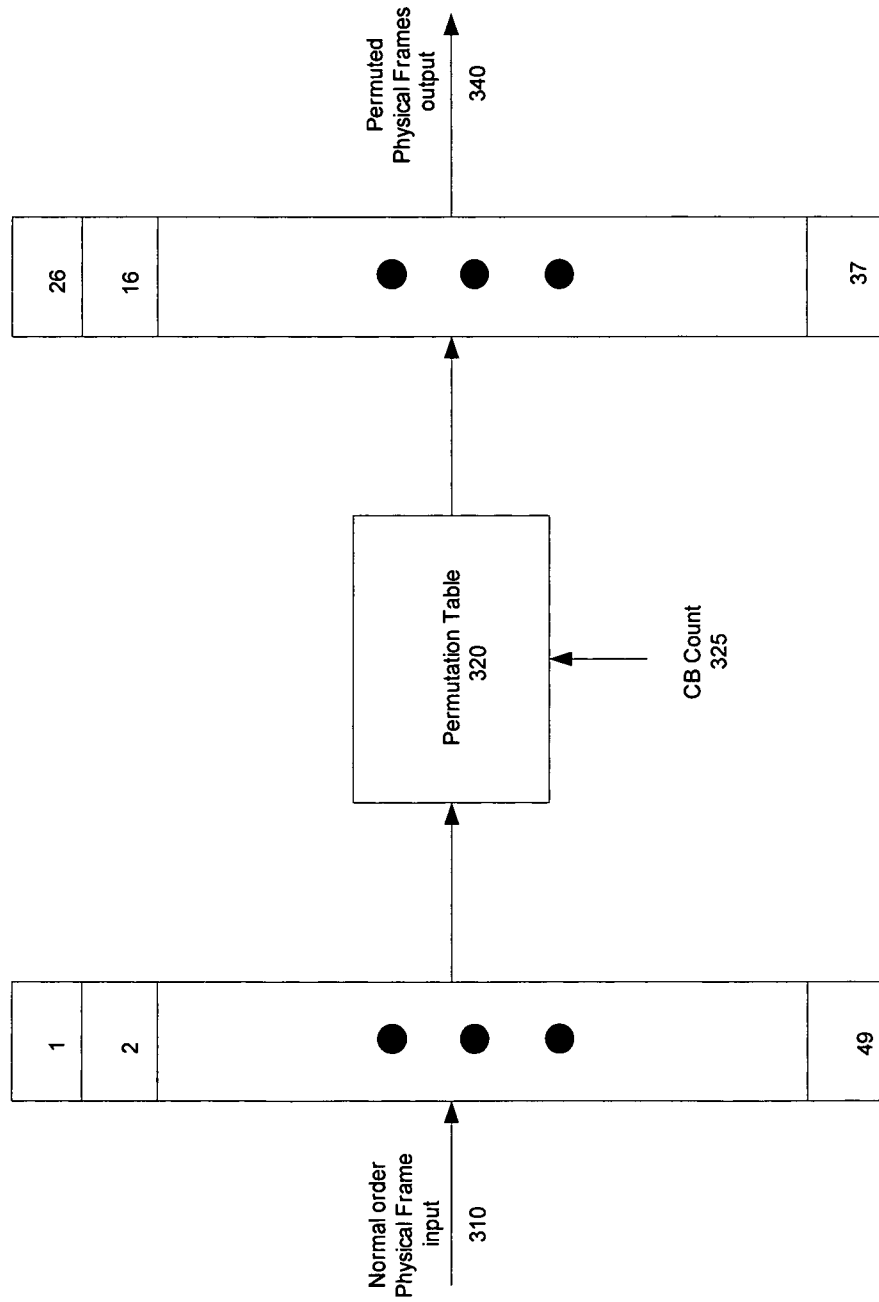 Normal order
Physical Frame
input
310
1
2
49
Permutation Table
320
CB Count
325
26
16
37
Permuted
Physical Frames
output
340